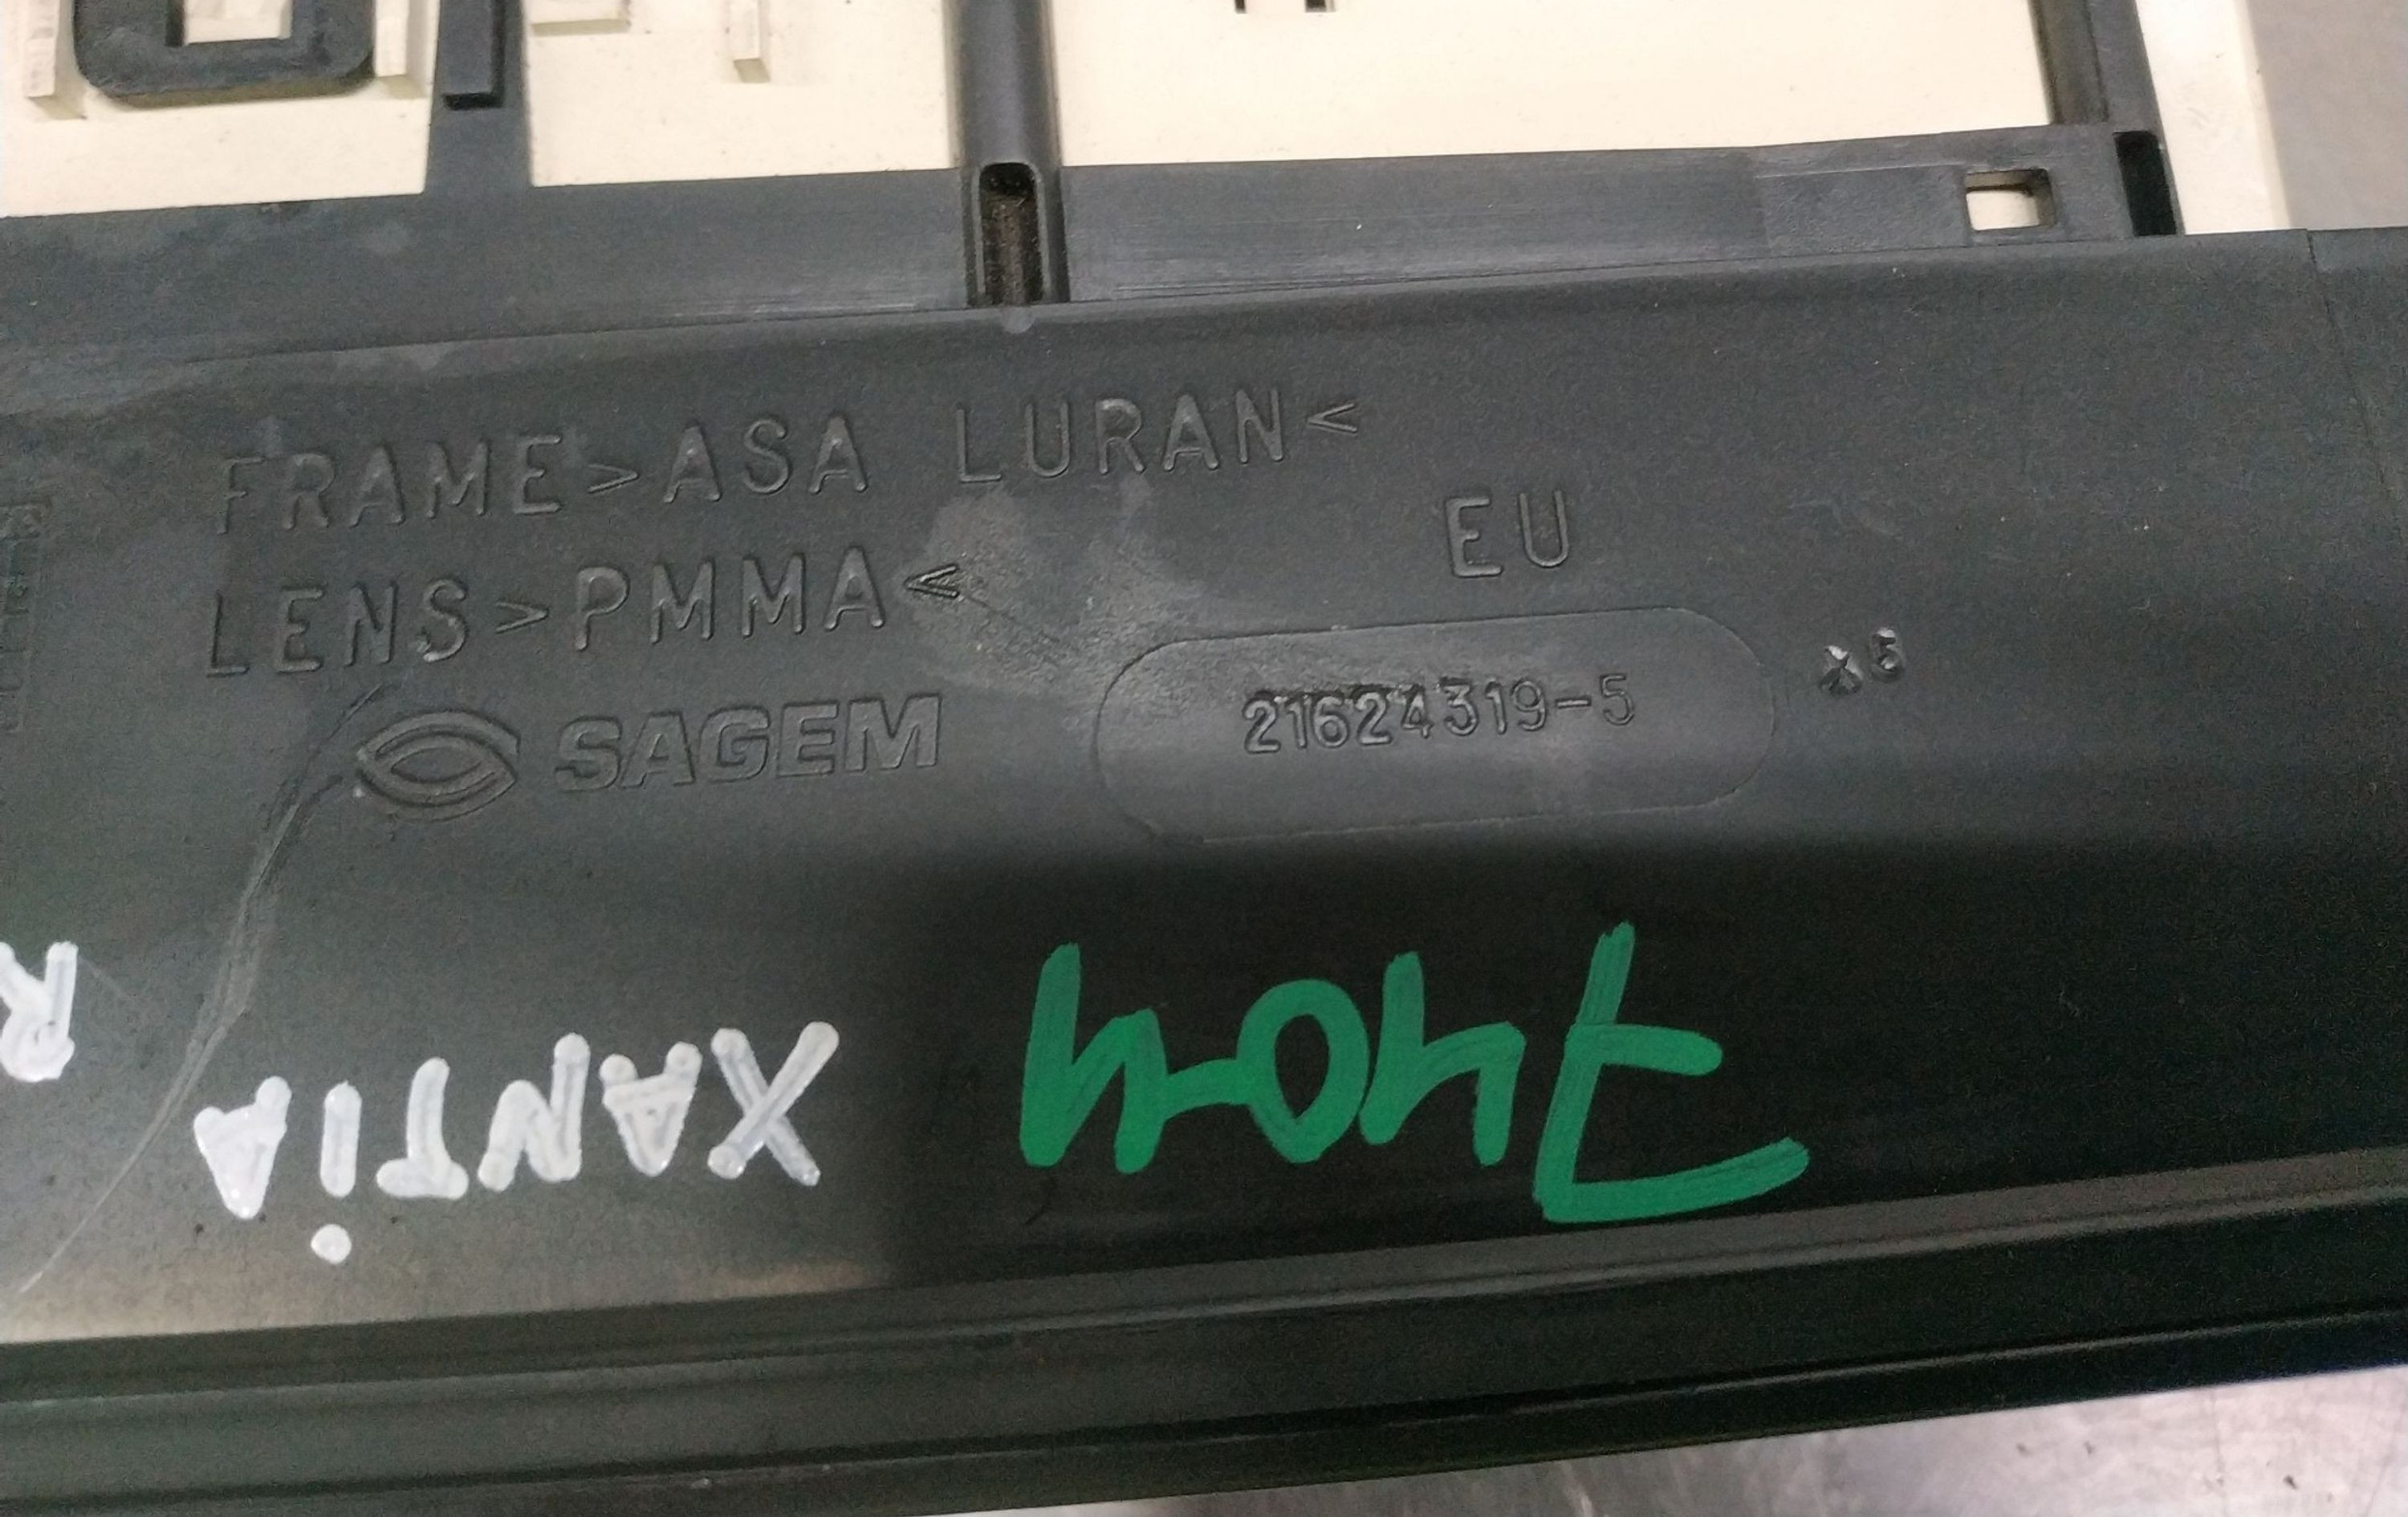 FRAME>ASA LURAN<
LENS>PMMA<
EU
SAGEM
21624319-5
7404
XANTiA
R